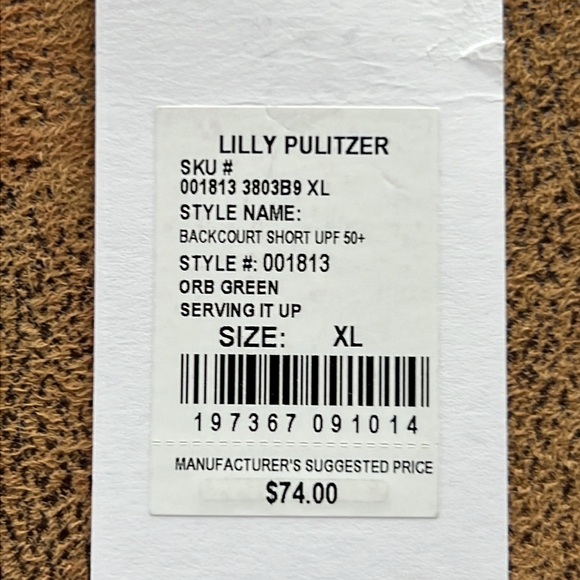 LILLY PULITZER
SKU #
001813 3803B9 XL
STYLE NAME:
BACKCOURT SHORT UPF 50+
STYLE #: 001813
ORB GREEN
SERVING IT UP
SIZE: XL
197367 091014
MANUFACTURER'S SUGGESTED PRICE
$74.00